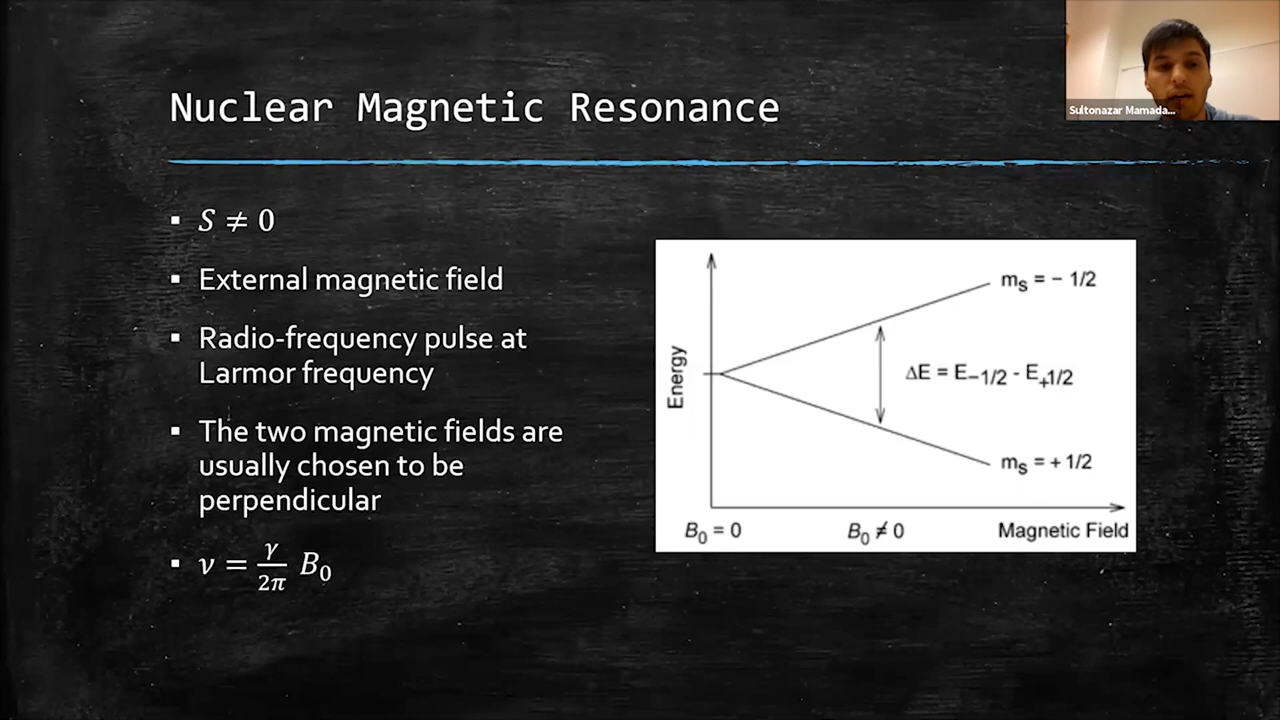 Nuclear Magnetic Resonance
Sultonazar Mamada...
▪ S ≠ 0
▪ External magnetic field
▪ Radio-frequency pulse at
Larmor frequency
▪ The two magnetic fields are
usually chosen to be
perpendicular
▪ ν = γ/2π B₀
Energy
mS = − 1/2
ΔE = E−1/2 - E+1/2
mS = + 1/2
B₀ = 0
B₀ ≠ 0
Magnetic Field